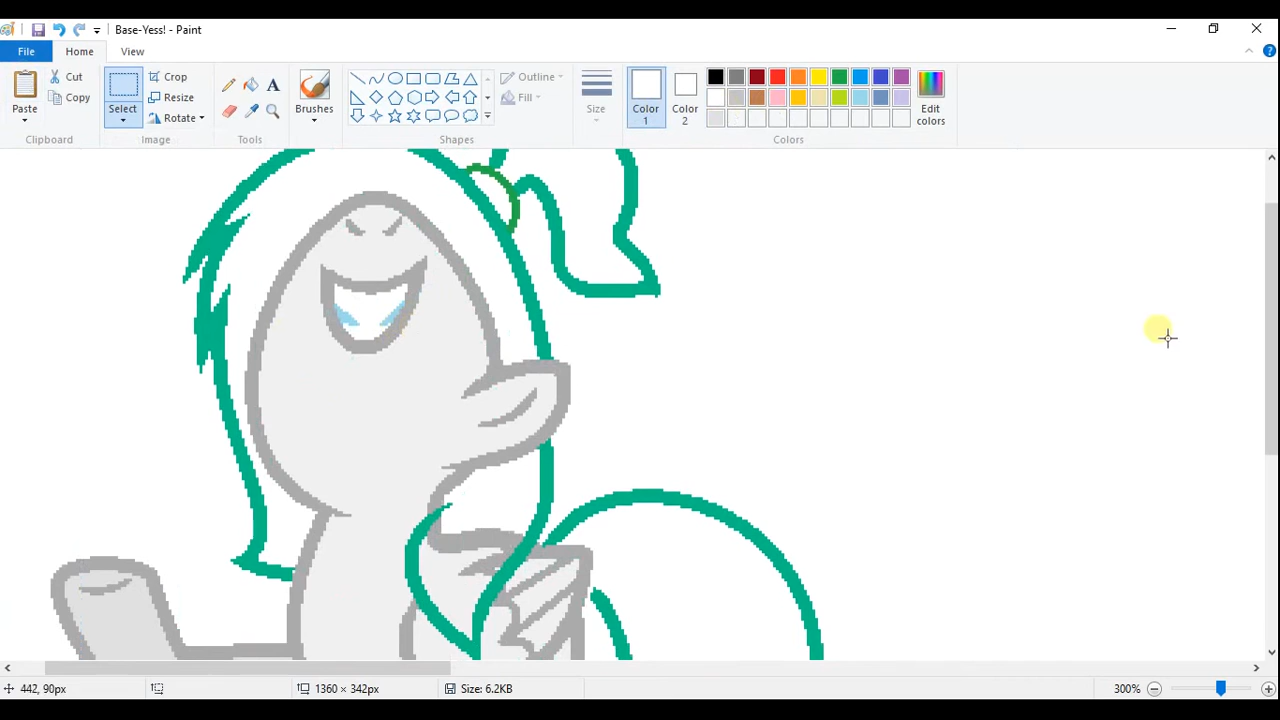 Base-Yess! - Paint
File Home View
Paste
Cut
Copy
Clipboard
Select
Crop
Resize
Rotate
Image
A
Tools
Brushes
Outline
Fill
Shapes
Size
Color 1
Color 2
Edit colors
Colors
442, 90px
1360 × 342px
Size: 6.2KB
300%